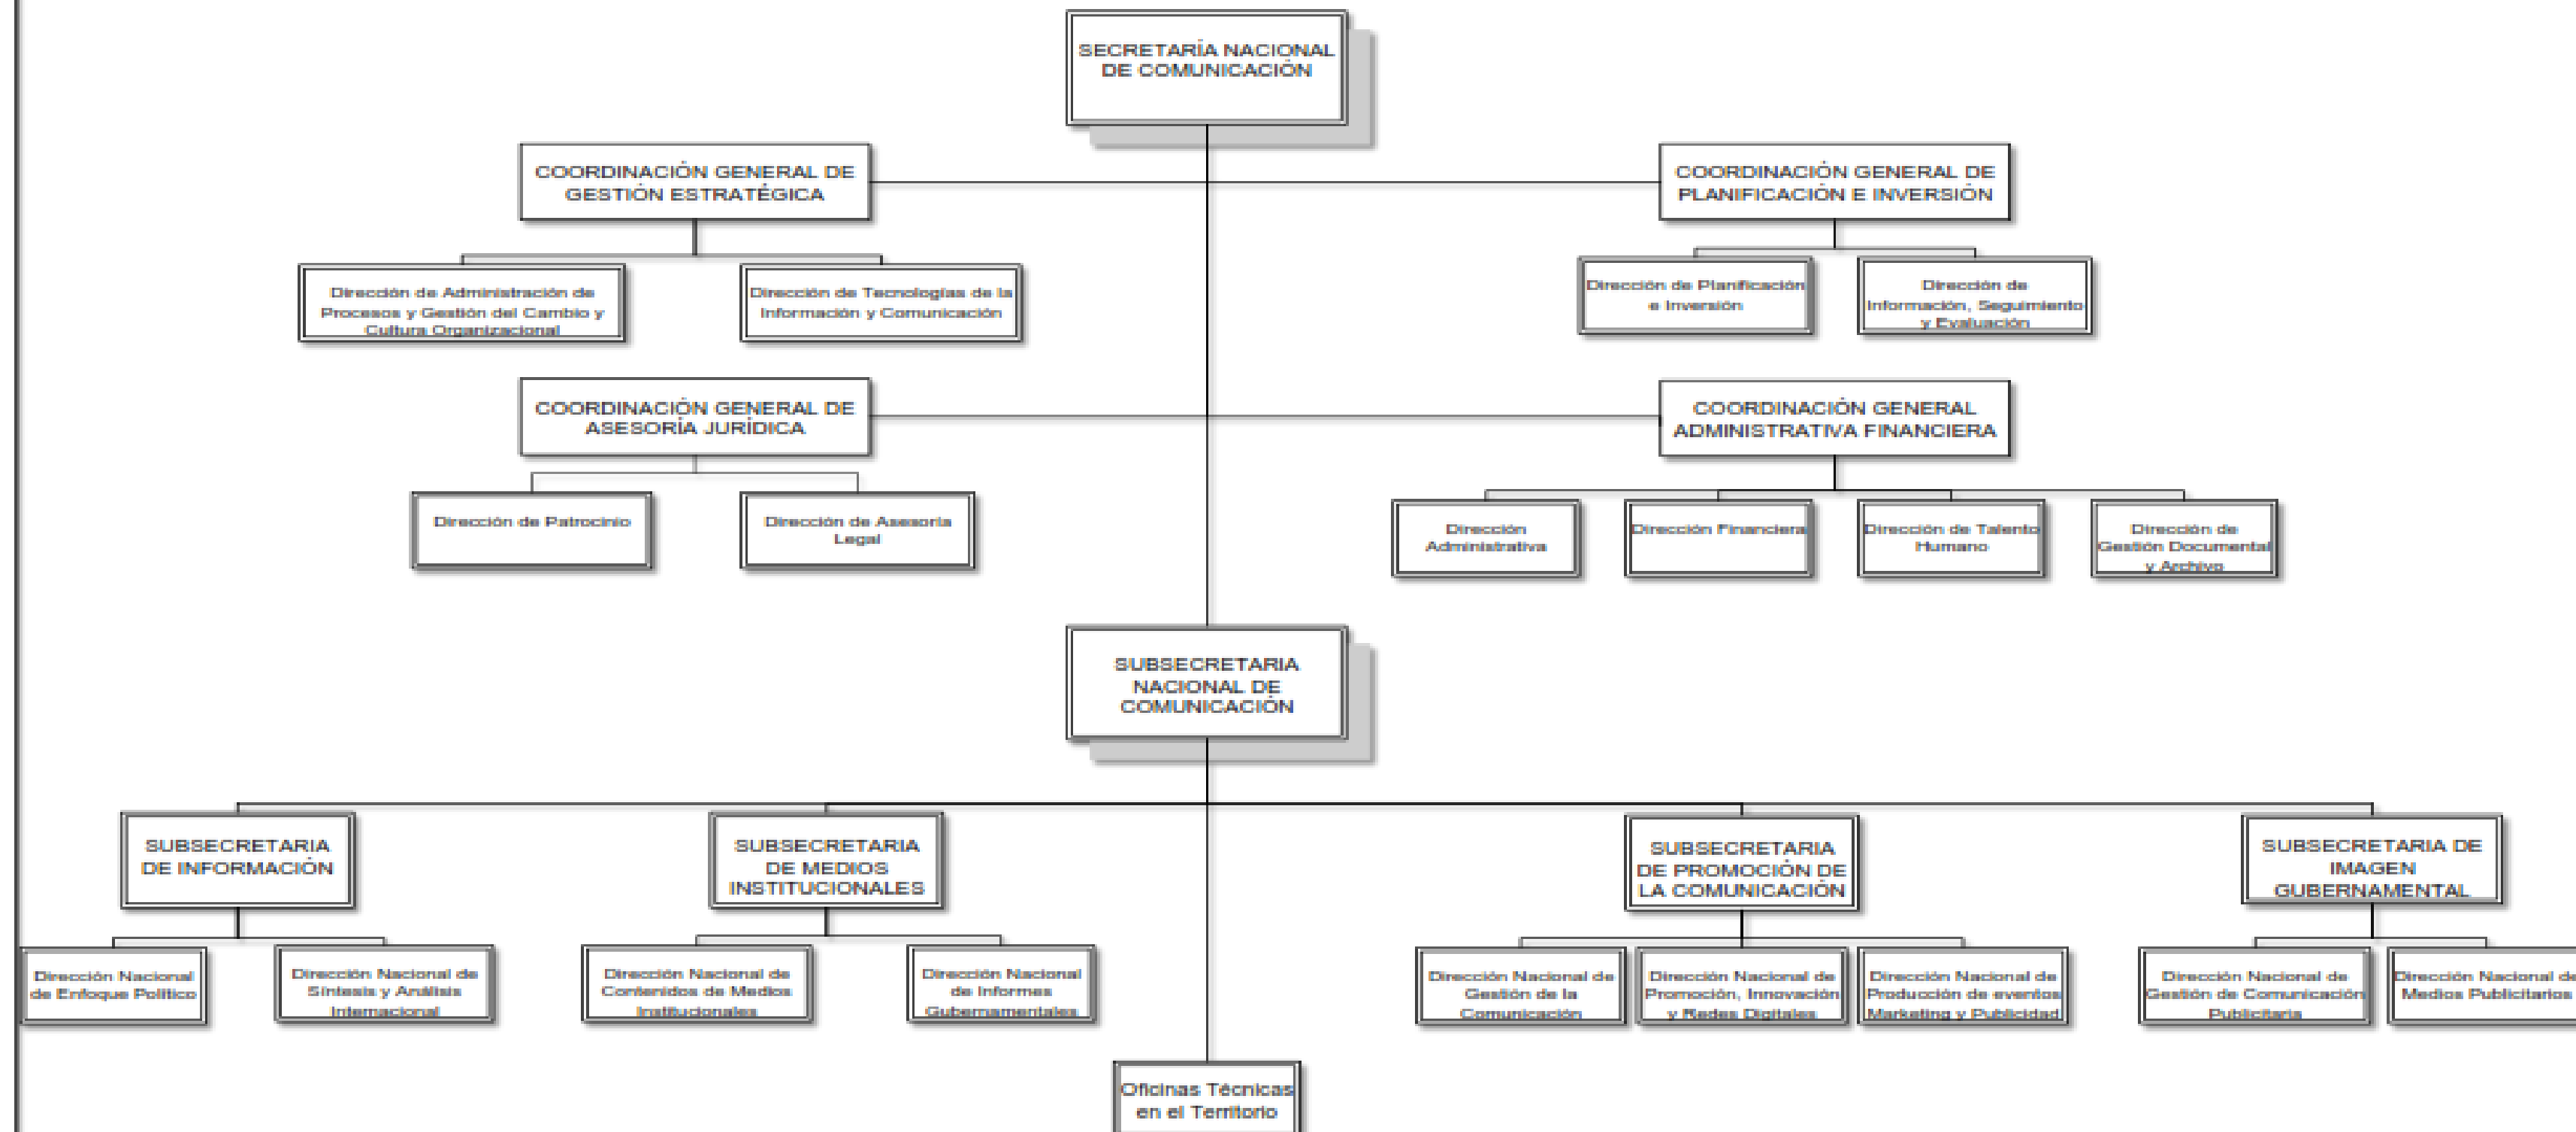 SECRETARÍA NACIONAL
DE COMUNICACIÓN
COORDINACIÓN GENERAL DE
GESTIÓN ESTRATÉGICA
COORDINACIÓN GENERAL DE
PLANIFICACIÓN E INVERSIÓN
Dirección de Administración de
Procesos y Gestión del Cambio y
Cultura Organizacional
Dirección de Tecnologías de la
Información y Comunicación
Dirección de Planificación
e Inversión
Dirección de
Información, Seguimiento
y Evaluación
COORDINACIÓN GENERAL DE
ASESORÍA JURÍDICA
COORDINACIÓN GENERAL
ADMINISTRATIVA FINANCIERA
Dirección de Patrocinio
Dirección de Asesoría
Legal
Dirección
Administrativa
Dirección Financiera
Dirección de Talento
Humano
Dirección de
Gestión Documental
y Archivo
SUBSECRETARIA
NACIONAL DE
COMUNICACIÓN
SUBSECRETARIA
DE INFORMACIÓN
SUBSECRETARIA
DE MEDIOS
INSTITUCIONALES
SUBSECRETARIA
DE PROMOCIÓN DE
LA COMUNICACIÓN
SUBSECRETARIA DE
IMAGEN
GUBERNAMENTAL
Dirección Nacional
de Enfoque Político
Dirección Nacional de
Síntesis y Análisis
Internacional
Dirección Nacional de
Contenidos de Medios
Institucionales
Dirección Nacional
de Informes
Gubernamentales
Dirección Nacional de
Gestión de la
Comunicación
Dirección Nacional de
Promoción, Innovación
y Redes Digitales
Dirección Nacional de
Producción de eventos
Marketing y Publicidad
Dirección Nacional de
Gestión de Comunicación
Publicitaria
Dirección Nacional de
Medios Publicitarios
Oficinas Técnicas
en el Territorio